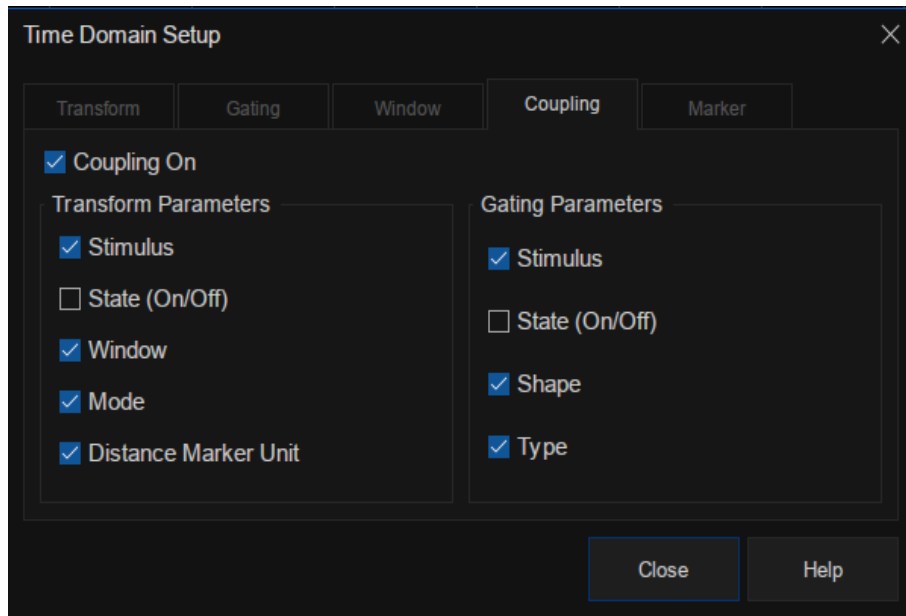 Time Domain Setup
Transform
Gating
Window
Coupling
Marker
Coupling On
Transform Parameters
Stimulus
State (On/Off)
Window
Mode
Distance Marker Unit
Gating Parameters
Stimulus
State (On/Off)
Shape
Type
Close
Help